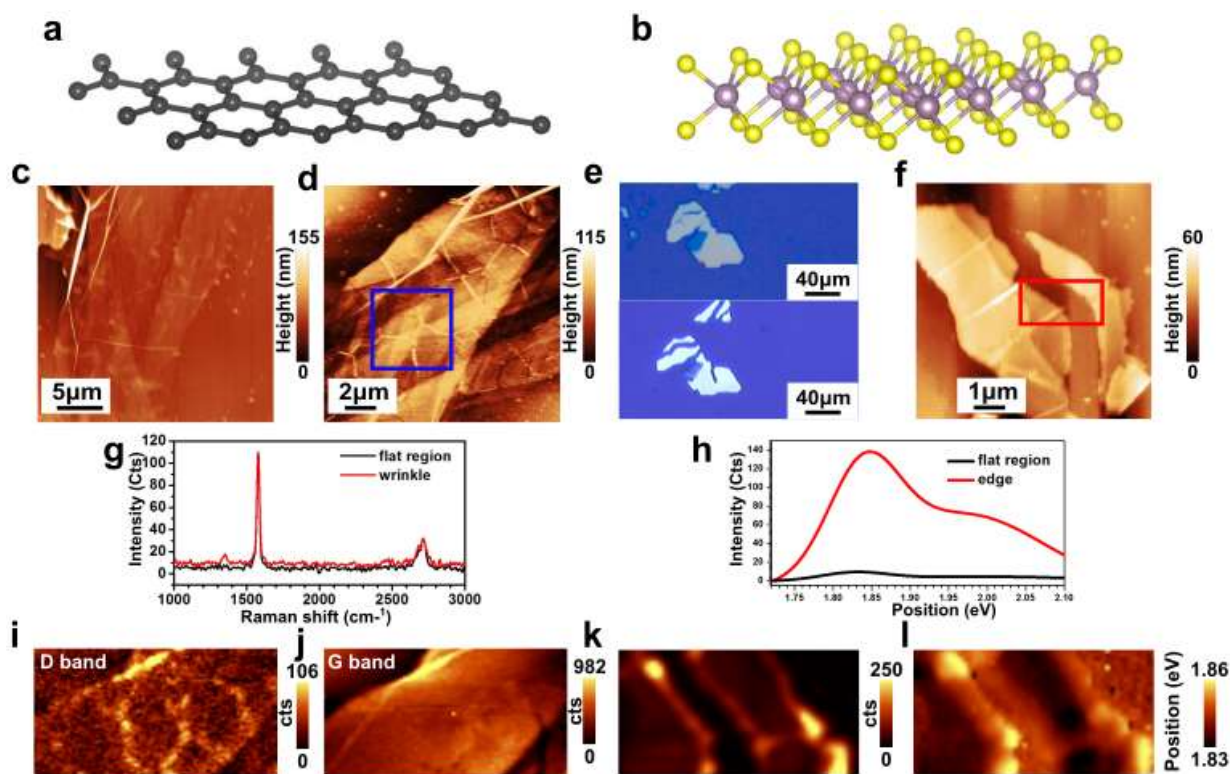 a
b
c
d
e
f
155
Height (nm)
0
5μm
115
Height (nm)
0
2μm
40μm
40μm
60
Height (nm)
0
1μm
g
120
100
80
60
40
20
0
Intensity (Cts)
flat region
wrinkle
1000
1500
2000
2500
3000
Raman shift (cm-¹)
h
140
120
100
80
60
40
20
0
Intensity (Cts)
flat region
edge
1.75
1.80
1.85
1.90
1.95
2.00
2.05
2.10
Position (eV)
i
D band
106
cts
0
j
G band
982
cts
0
k
250
cts
0
l
1.86
Position (eV)
1.83